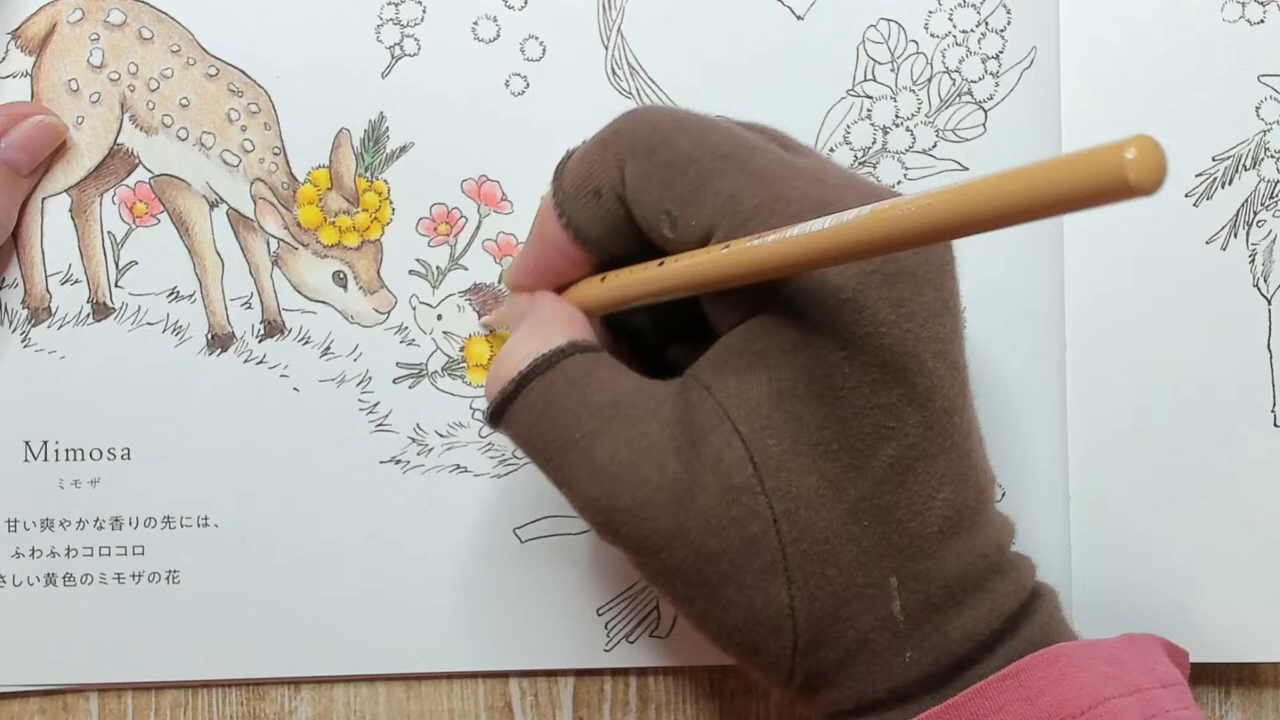 Mimosa
ミモザ
甘い爽やかな香りの先には、
ふわふわコロコロ
さしい黄色のミモザの花